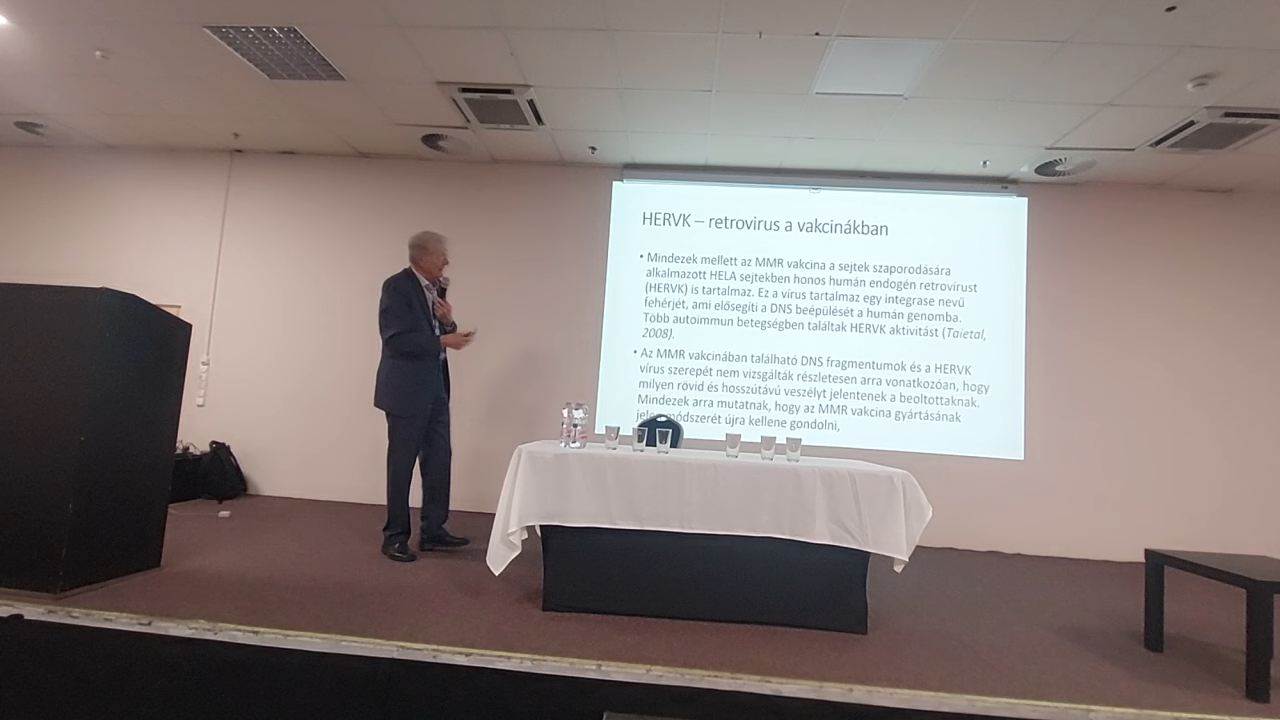 HERVK – retrovirus a vakcinákban
• Mindezek mellett az MMR vakcina a sejtek szaporodására
alkalmazott HELA sejtekben honos humán endogén retrovírust
(HERVK) is tartalmaz. Ez a vírus tartalmaz egy integrase nevű
fehérjét, ami elősegíti a DNS beépülését a humán genomba.
Több autoimmun betegségben találtak HERVK aktivitást (Taietal,
2008).
• Az MMR vakcinában található DNS fragmentumok és a HERVK
vírus szerepét nem vizsgálták részletesen arra vonatkozóan, hogy
milyen rövid és hosszútávú veszélyt jelentenek a beoltottaknak.
Mindezek arra mutatnak, hogy az MMR vakcina gyártásának
módszerét újra kellene gondolni,